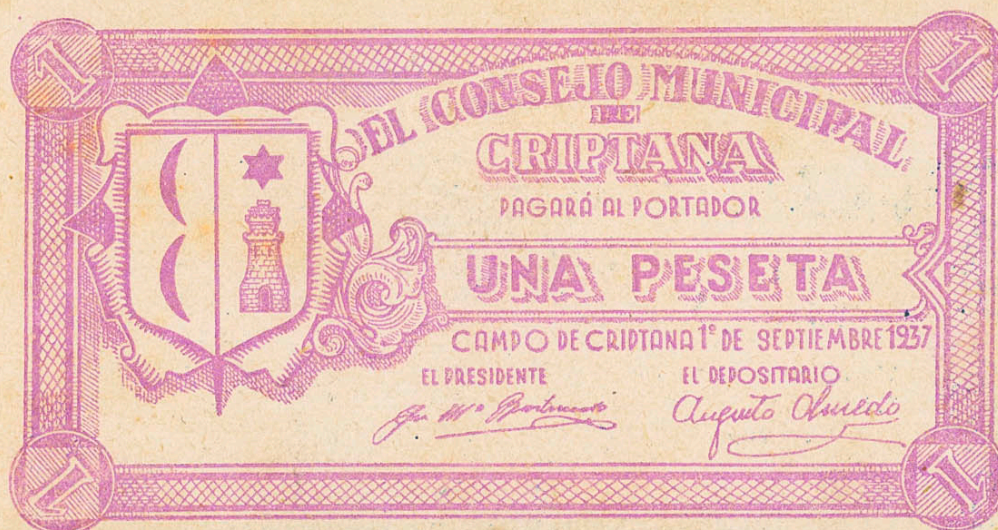 1 1
EL CONSEJO MUNICIPAL
DE
CRIPTANA
PAGARÁ AL PORTADOR
UNA PESETA
CAMPO DE CRIPTANA 1º DE SEPTIEMBRE 1937
EL PRESIDENTE EL DEPOSITARIO
Augusto Olmedo
1 1